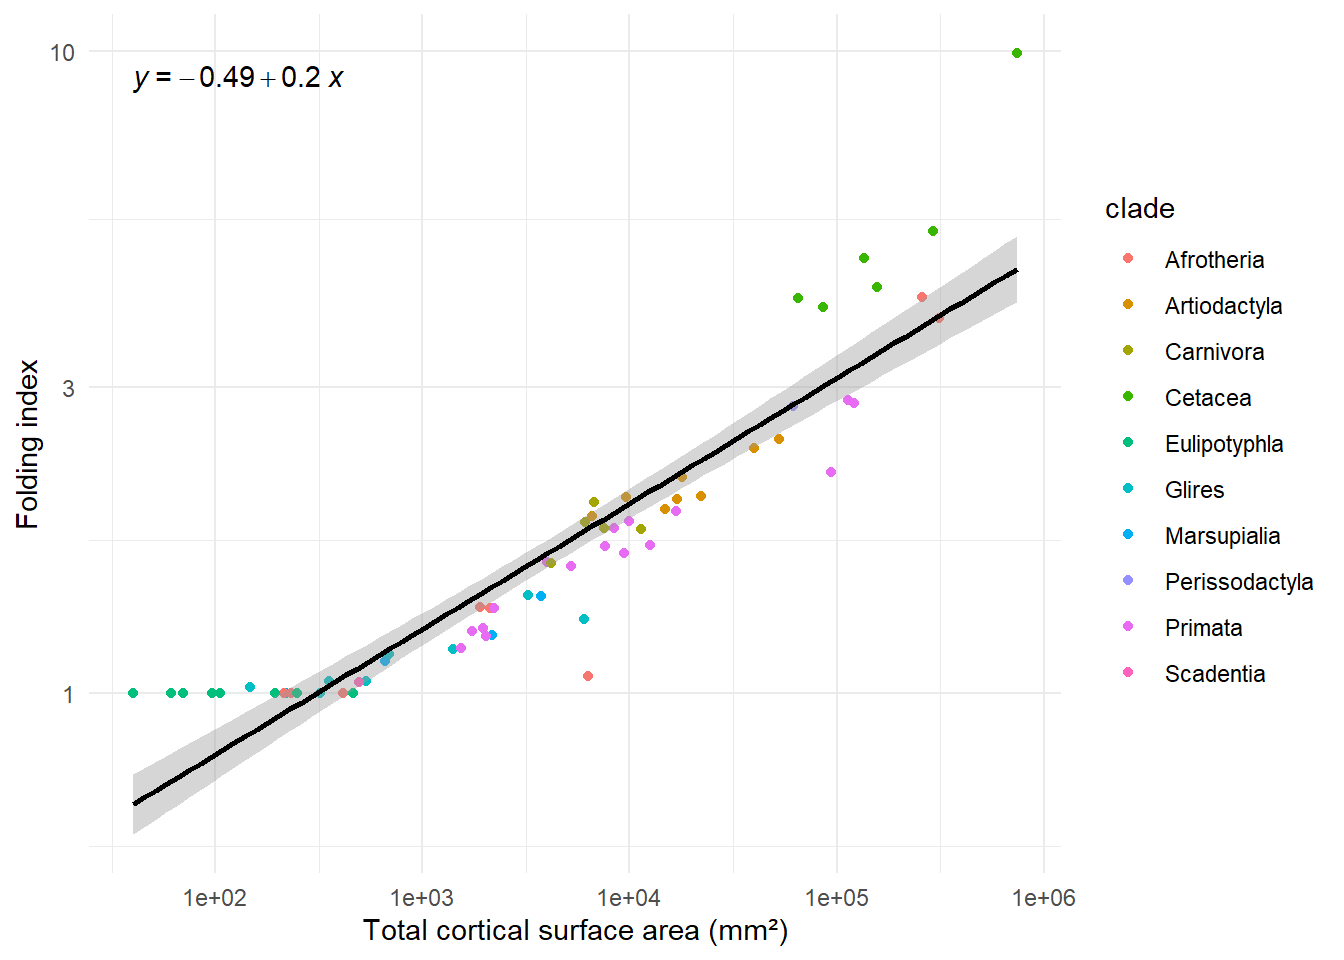 y = −0.49 + 0.2 x
10
3
1
Folding index
1e+02 1e+03 1e+04 1e+05 1e+06
Total cortical surface area (mm²)
clade
Afrotheria
Artiodactyla
Carnivora
Cetacea
Eulipotyphla
Glires
Marsupialia
Perissodactyla
Primata
Scadentia